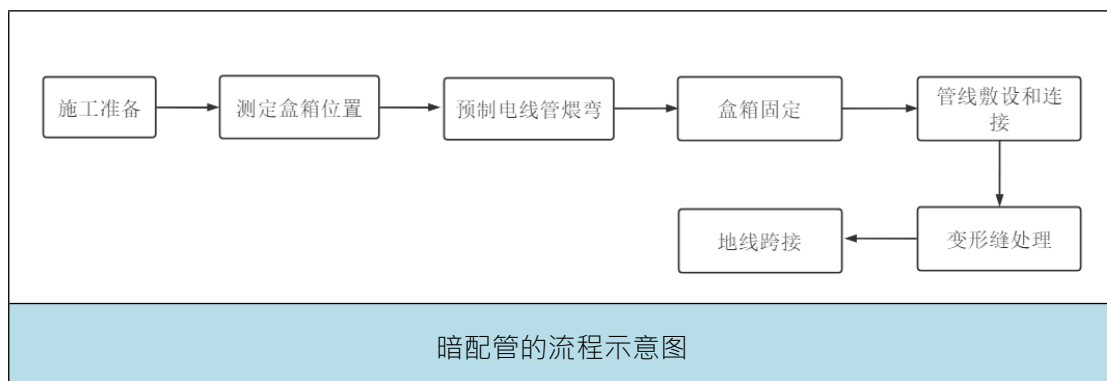 施工准备
测定盒箱位置
预制电线管煨弯
盒箱固定
管线敷设和连
接
变形缝处理
地线跨接
暗配管的流程示意图